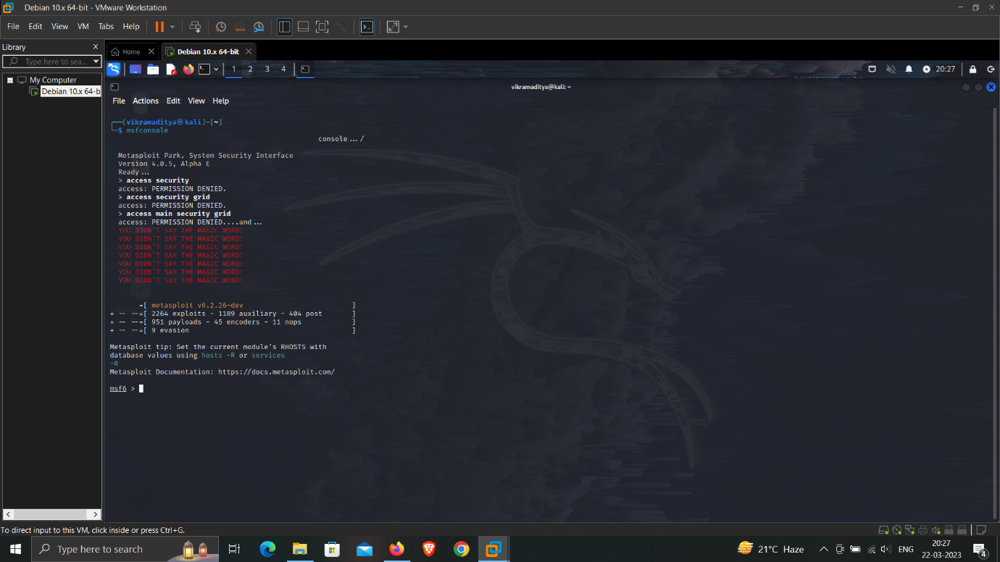 Debian 10.x 64-bit - VMware Workstation
File Edit View VM Tabs Help
Library
Type here to sea...
My Computer
Debian 10.x 64-b
Home
Debian 10.x 64-bit
1 2 3 4
20:27
vikramaditya@kali: ~
File Actions Edit View Help
┌──(vikramaditya㉿kali)-[~]
└─$ msfconsole
console.../
Metasploit Park, System Security Interface
Version 4.0.5, Alpha E
Ready...
> access security
access: PERMISSION DENIED.
> access security grid
access: PERMISSION DENIED.
> access main security grid
access: PERMISSION DENIED....and...
YOU DIDN'T SAY THE MAGIC WORD!
YOU DIDN'T SAY THE MAGIC WORD!
YOU DIDN'T SAY THE MAGIC WORD!
YOU DIDN'T SAY THE MAGIC WORD!
YOU DIDN'T SAY THE MAGIC WORD!
YOU DIDN'T SAY THE MAGIC WORD!
YOU DIDN'T SAY THE MAGIC WORD!
=[ metasploit v6.2.26-dev ]
+ -- --=[ 2264 exploits - 1189 auxiliary - 404 post ]
+ -- --=[ 951 payloads - 45 encoders - 11 nops ]
+ -- --=[ 9 evasion ]
Metasploit tip: Set the current module's RHOSTS with
database values using hosts -R or services
-R
Metasploit Documentation: https://docs.metasploit.com/
msf6 >
To direct input to this VM, click inside or press Ctrl+G.
Type here to search
21°C Haze
ENG
20:27
22-03-2023
4